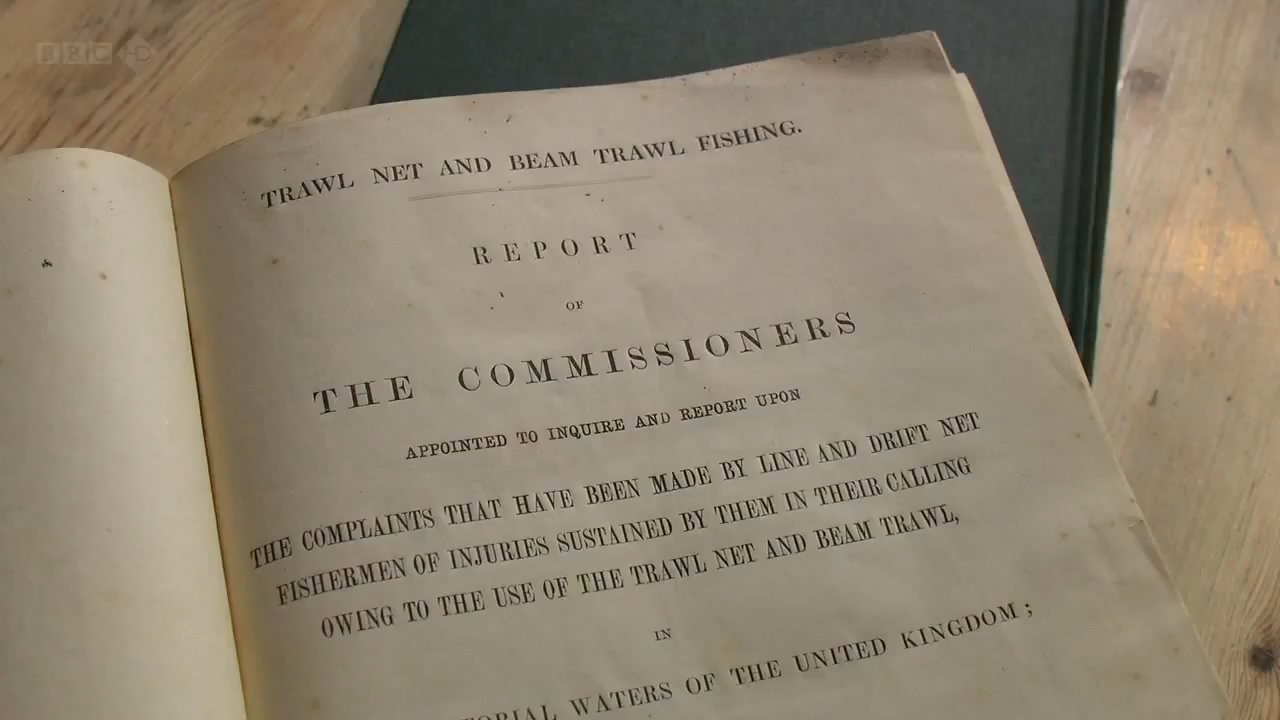 BBC HD
TRAWL NET AND BEAM TRAWL FISHING.
REPORT
OF
THE COMMISSIONERS
APPOINTED TO INQUIRE AND REPORT UPON
THE COMPLAINTS THAT HAVE BEEN MADE BY LINE AND DRIFT NET
FISHERMEN OF INJURIES SUSTAINED BY THEM IN THEIR CALLING
OWING TO THE USE OF THE TRAWL NET AND BEAM TRAWL,
IN
WATERS OF THE UNITED KINGDOM;